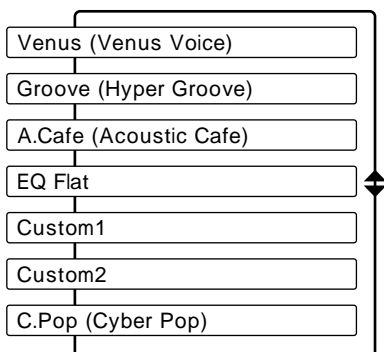 Venus (Venus Voice)
Groove (Hyper Groove)
A.Cafe (Acoustic Cafe)
EQ Flat
Custom1
Custom2
C.Pop (Cyber Pop)